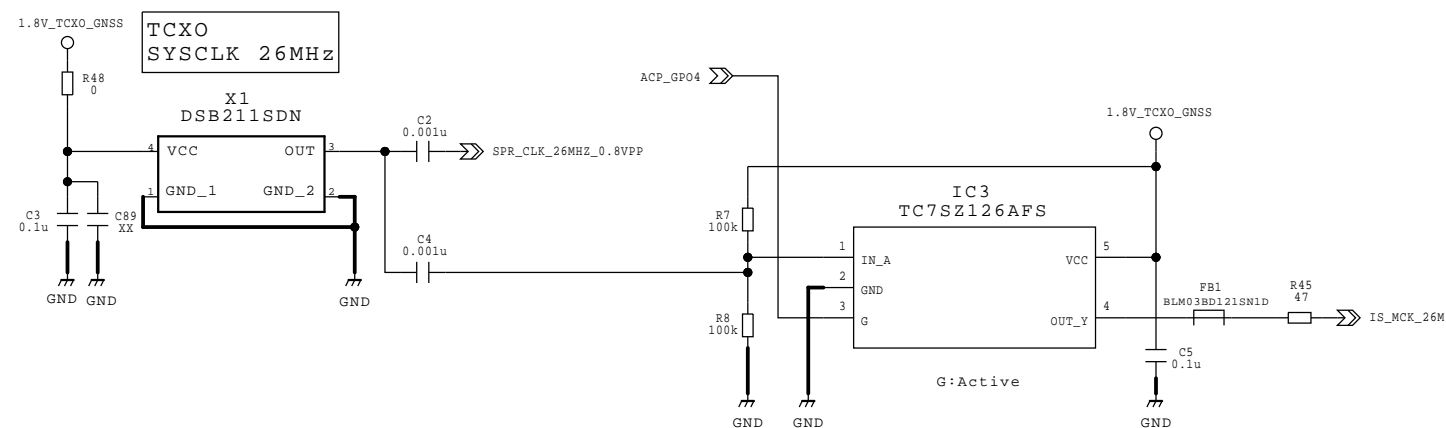 1.8V_TCXO_GNSS
TCXO
SYSCLK 26MHz
R48
0
X1
DSB211SDN
4
VCC
OUT
3
1
GND_1
GND_2
2
C3
0.1u
C89
XX
GND
GND
GND
C2
0.001u
SPR_CLK_26MHZ_0.8VPP
C4
0.001u
ACP_GPO4
1.8V_TCXO_GNSS
R7
100k
R8
100k
GND
IC3
TC7SZ126AFS
1
IN_A
2
GND
3
G
5
VCC
4
OUT_Y
G:Active
GND
FB1
BLM03BD121SN1D
R45
47
IS_MCK_26M
C5
0.1u
GND